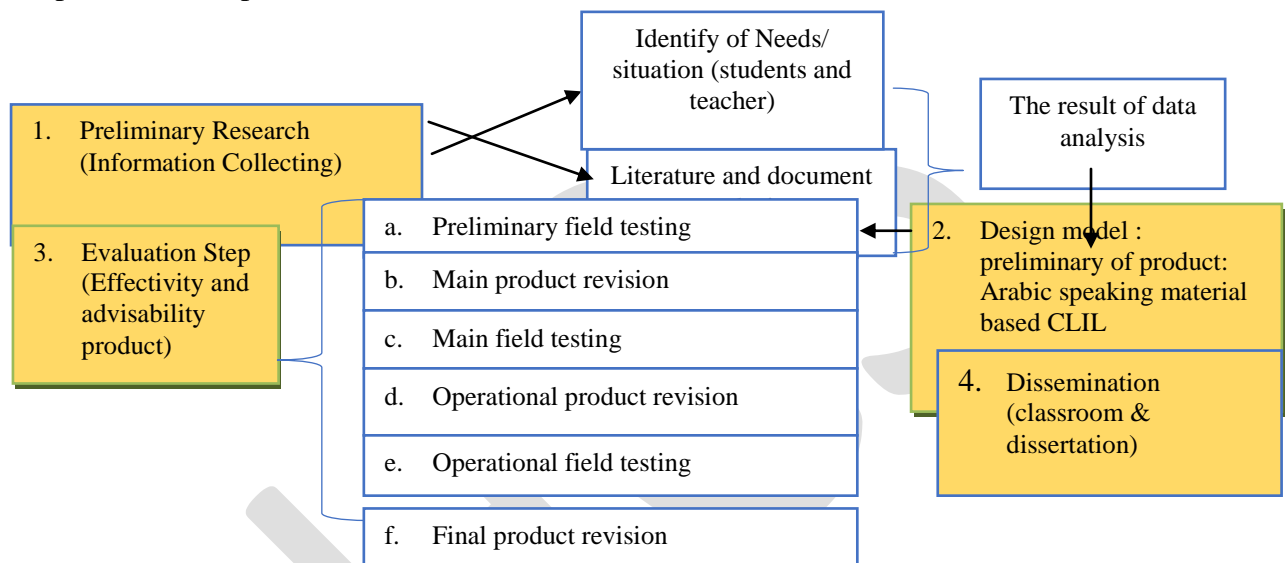 Identify of Needs/
situation (students and
teacher)
1. Preliminary Research
(Information Collecting)
The result of data
analysis
Literature and document
a. Preliminary field testing
b. Main product revision
c. Main field testing
d. Operational product revision
e. Operational field testing
f. Final product revision
2. Design model :
preliminary of product:
Arabic speaking material
based CLIL
3. Evaluation Step
(Effectivity and
advisability
product)
4. Dissemination
(classroom &
dissertation)